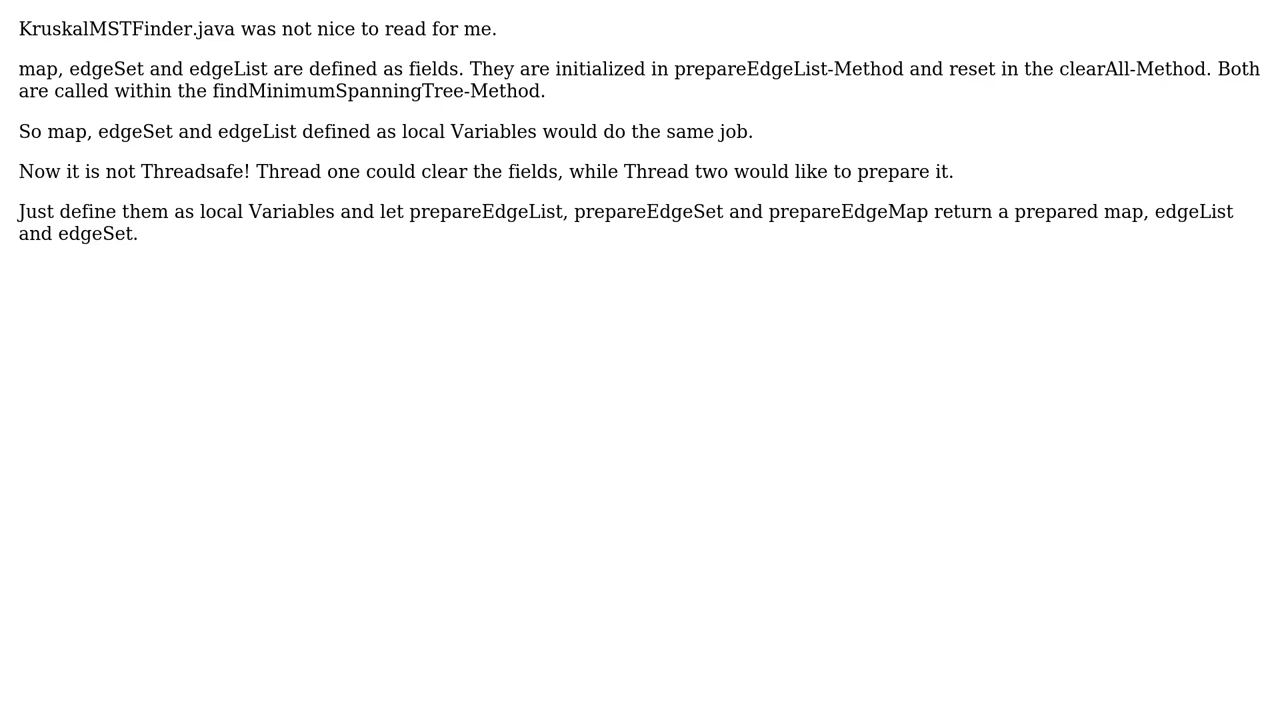 KruskalMSTFinder.java was not nice to read for me.
map, edgeSet and edgeList are defined as fields. They are initialized in prepareEdgeList-Method and reset in the clearAll-Method. Both
are called within the findMinimumSpanningTree-Method.
So map, edgeSet and edgeList defined as local Variables would do the same job.
Now it is not Threadsafe! Thread one could clear the fields, while Thread two would like to prepare it.
Just define them as local Variables and let prepareEdgeList, prepareEdgeSet and prepareEdgeMap return a prepared map, edgeList
and edgeSet.